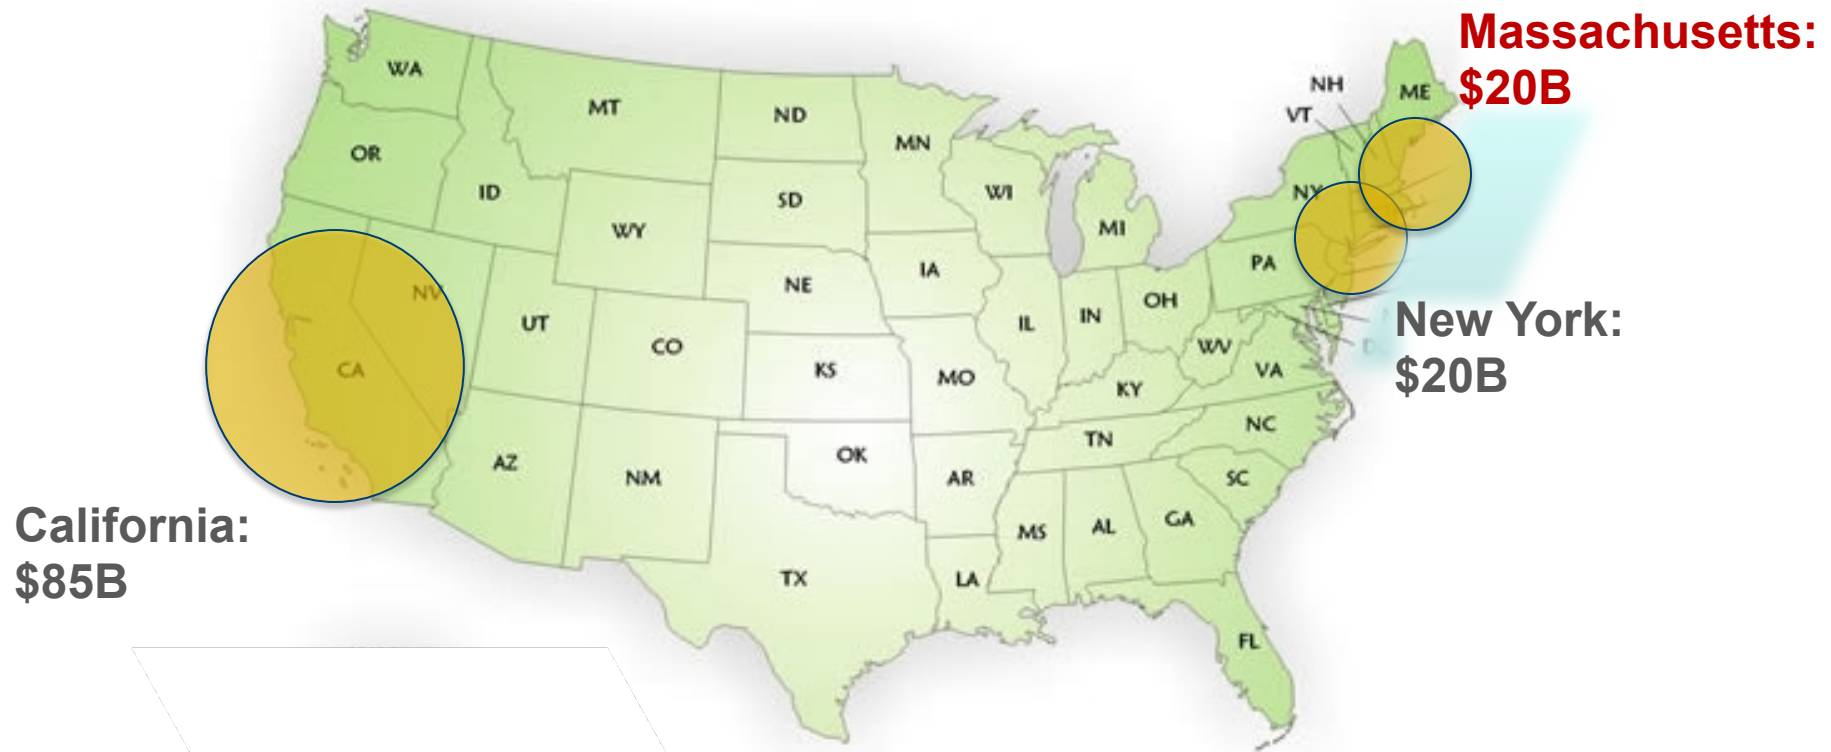 Massachusetts:
$20B
WA
MT
ND
MN
NH
ME
VT
OR
ID
SD
WI
NY
WY
MI
IA
PA
NE
NV
OH
UT
IL
IN
CO
WV
KS
MO
VA
CA
KY
New York:
$20B
TN
NC
AZ
NM
OK
AR
SC
MS
AL
GA
California:
$85B
TX
LA
FL